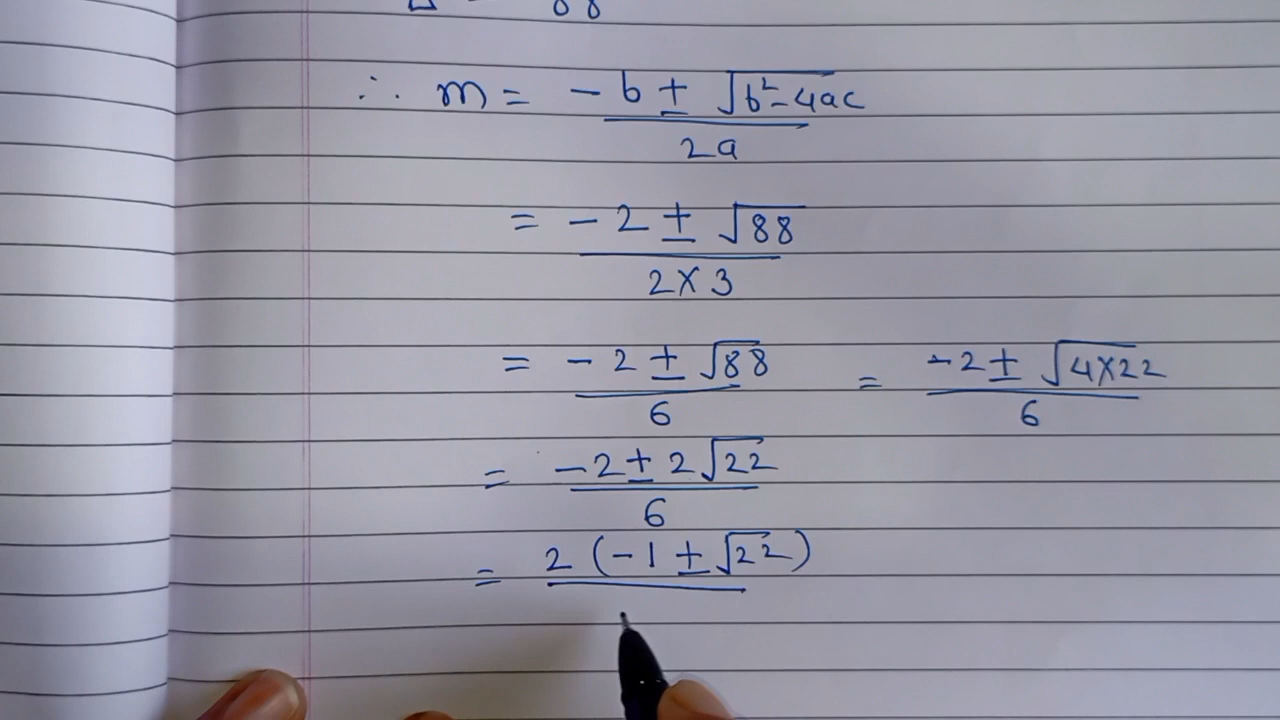 ∴ m = -b ± √b²-4ac / 2a
= -2 ± √88 / 2×3
= -2 ± √88 / 6 = -2 ± √4×22 / 6
= -2 ± 2√22 / 6
= 2 (-1 ± √22)